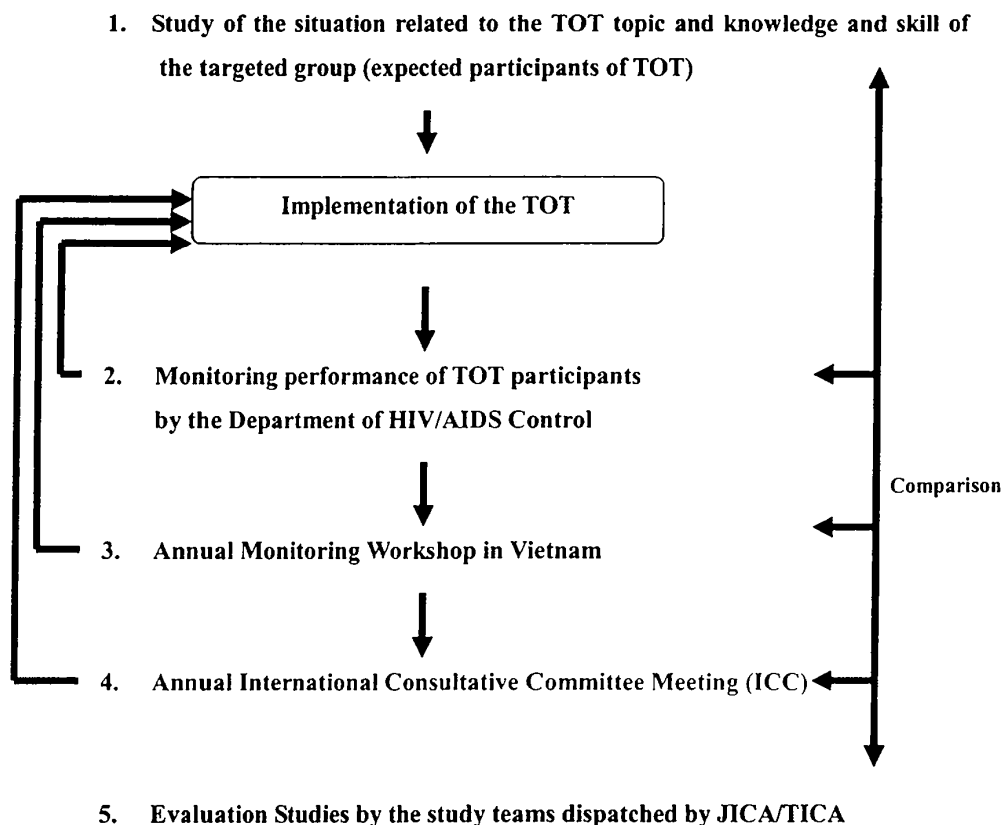 1. Study of the situation related to the TOT topic and knowledge and skill of
the targeted group (expected participants of TOT)
Implementation of the TOT
2. Monitoring performance of TOT participants
by the Department of HIV/AIDS Control
Comparison
3. Annual Monitoring Workshop in Vietnam
4. Annual International Consultative Committee Meeting (ICC)
5. Evaluation Studies by the study teams dispatched by JICA/TICA